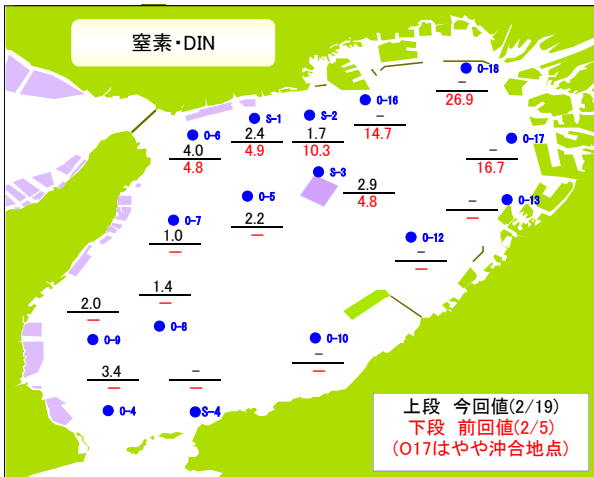 窒素・DIN
O-18
－
26.9
O-16
－
14.7
S-1
2.4
4.9
S-2
1.7
10.3
O-6
4.0
4.8
O-17
－
16.7
S-3
2.9
4.8
O-5
2.2
－
O-13
－
－
O-7
1.0
－
O-12
－
－
1.4
－
O-8
2.0
－
O-9
O-10
－
－
3.4
－
O-4
－
－
S-4
上段 今回値(2/19)
下段 前回値(2/5)
(O17はやや沖合地点)